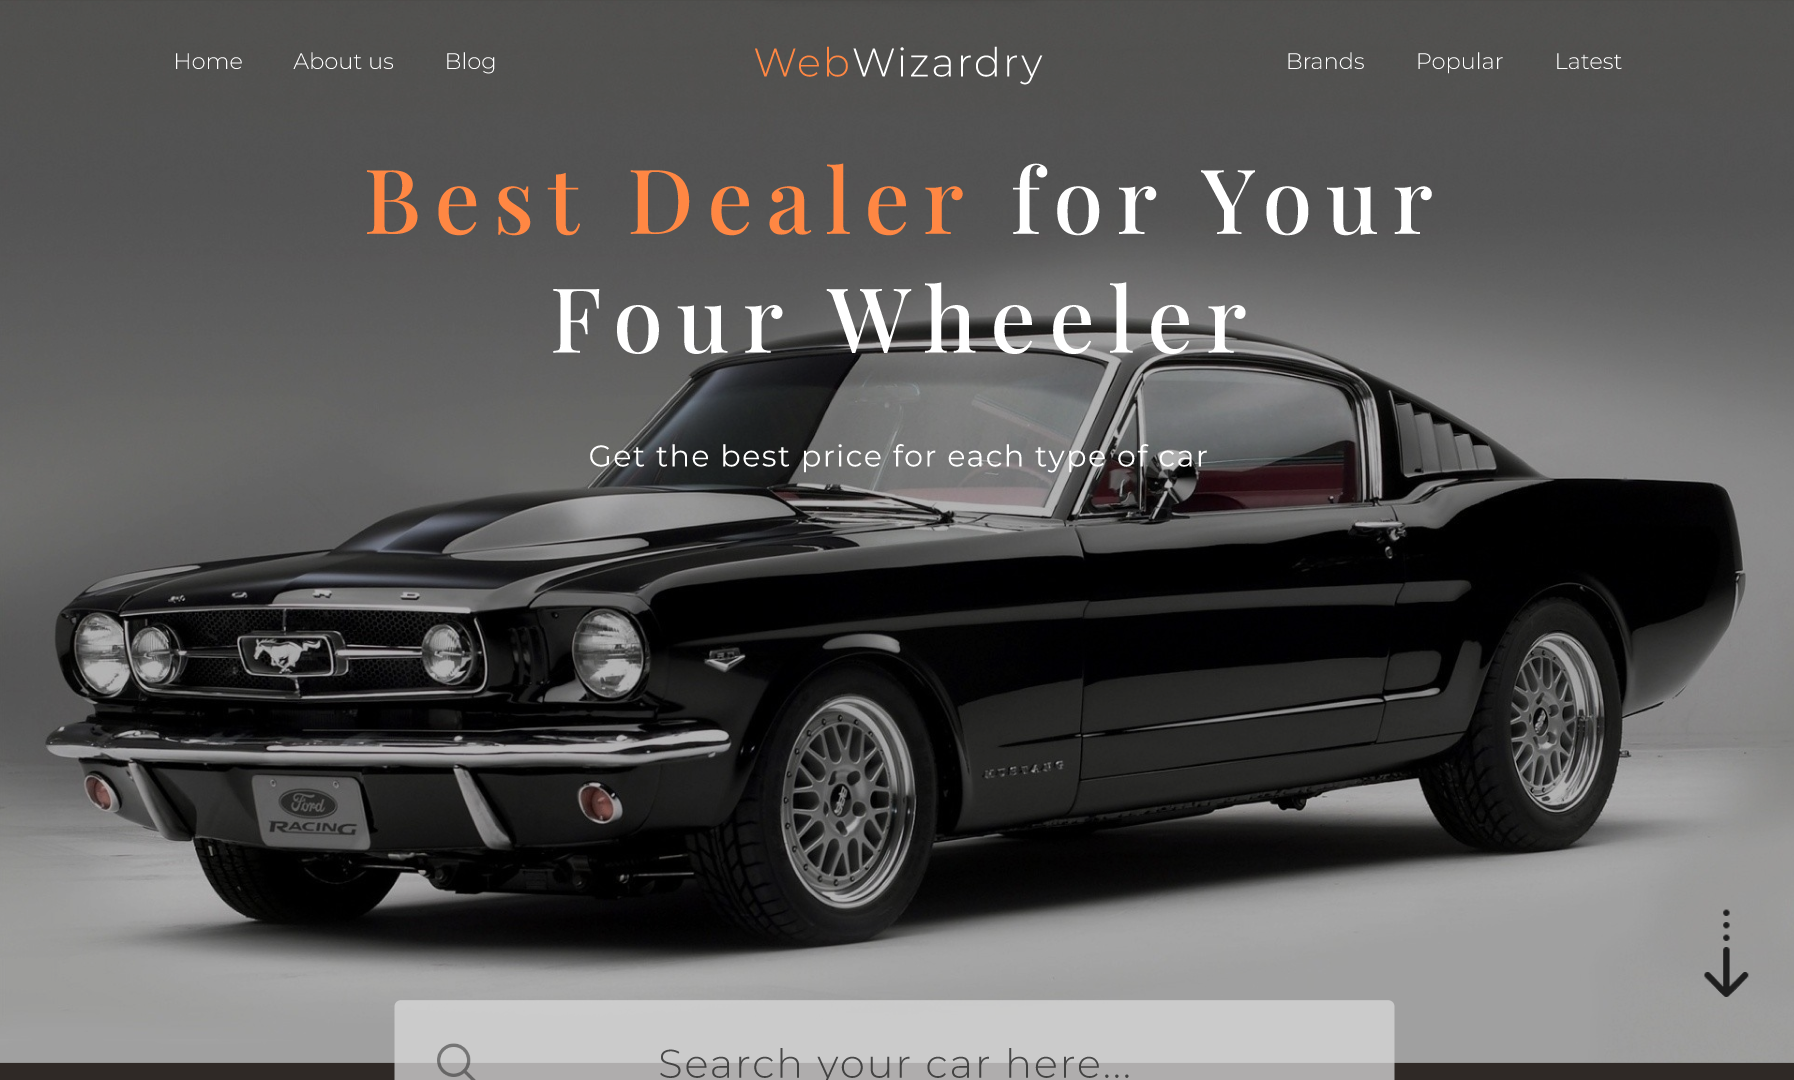 Home About us Blog WebWizardry Brands Popular Latest
Best Dealer for Your
Four Wheeler
Get the best price for each type of car
MUSTANG
Ford
RACING
Search your car here...